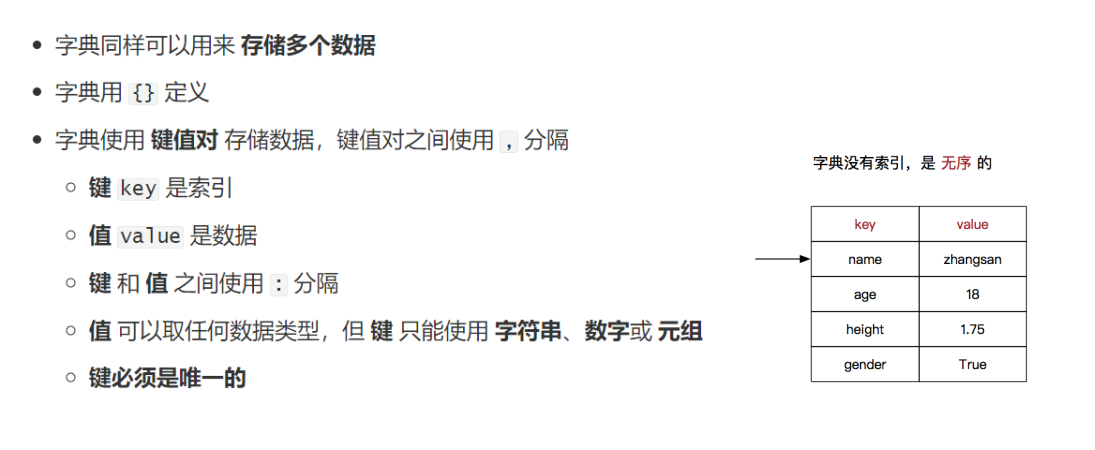 字典同样可以用来 存储多个数据
字典用 {} 定义
字典使用 键值对 存储数据，键值对之间使用 , 分隔
键 key 是索引
值 value 是数据
键 和 值 之间使用 : 分隔
值 可以取任何数据类型，但 键 只能使用 字符串、数字或 元组
键必须是唯一的
字典没有索引，是 无序 的
key value
name zhangsan
age 18
height 1.75
gender True